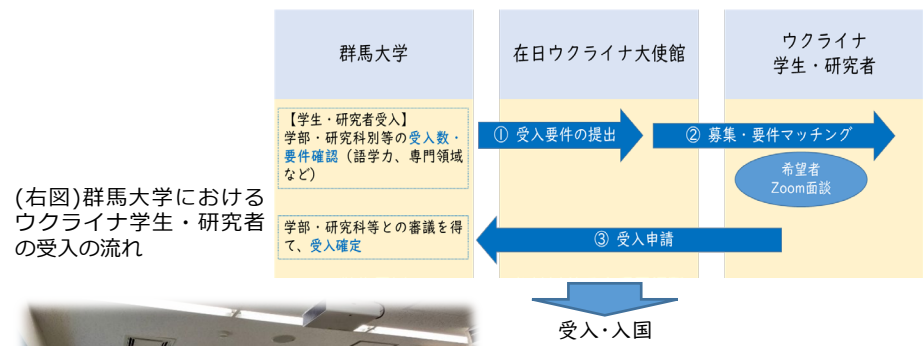 群馬大学
在日ウクライナ大使館
ウクライナ
学生・研究者
【学生・研究者受入】
学部・研究科別等の受入数・
要件確認（語学力、専門領域
など）
① 受入要件の提出
② 募集・要件マッチング
希望者
Zoom面談
(右図)群馬大学における
ウクライナ学生・研究者
の受入の流れ
学部・研究科等との審議を得
て、受入確定
③ 受入申請
受入・入国